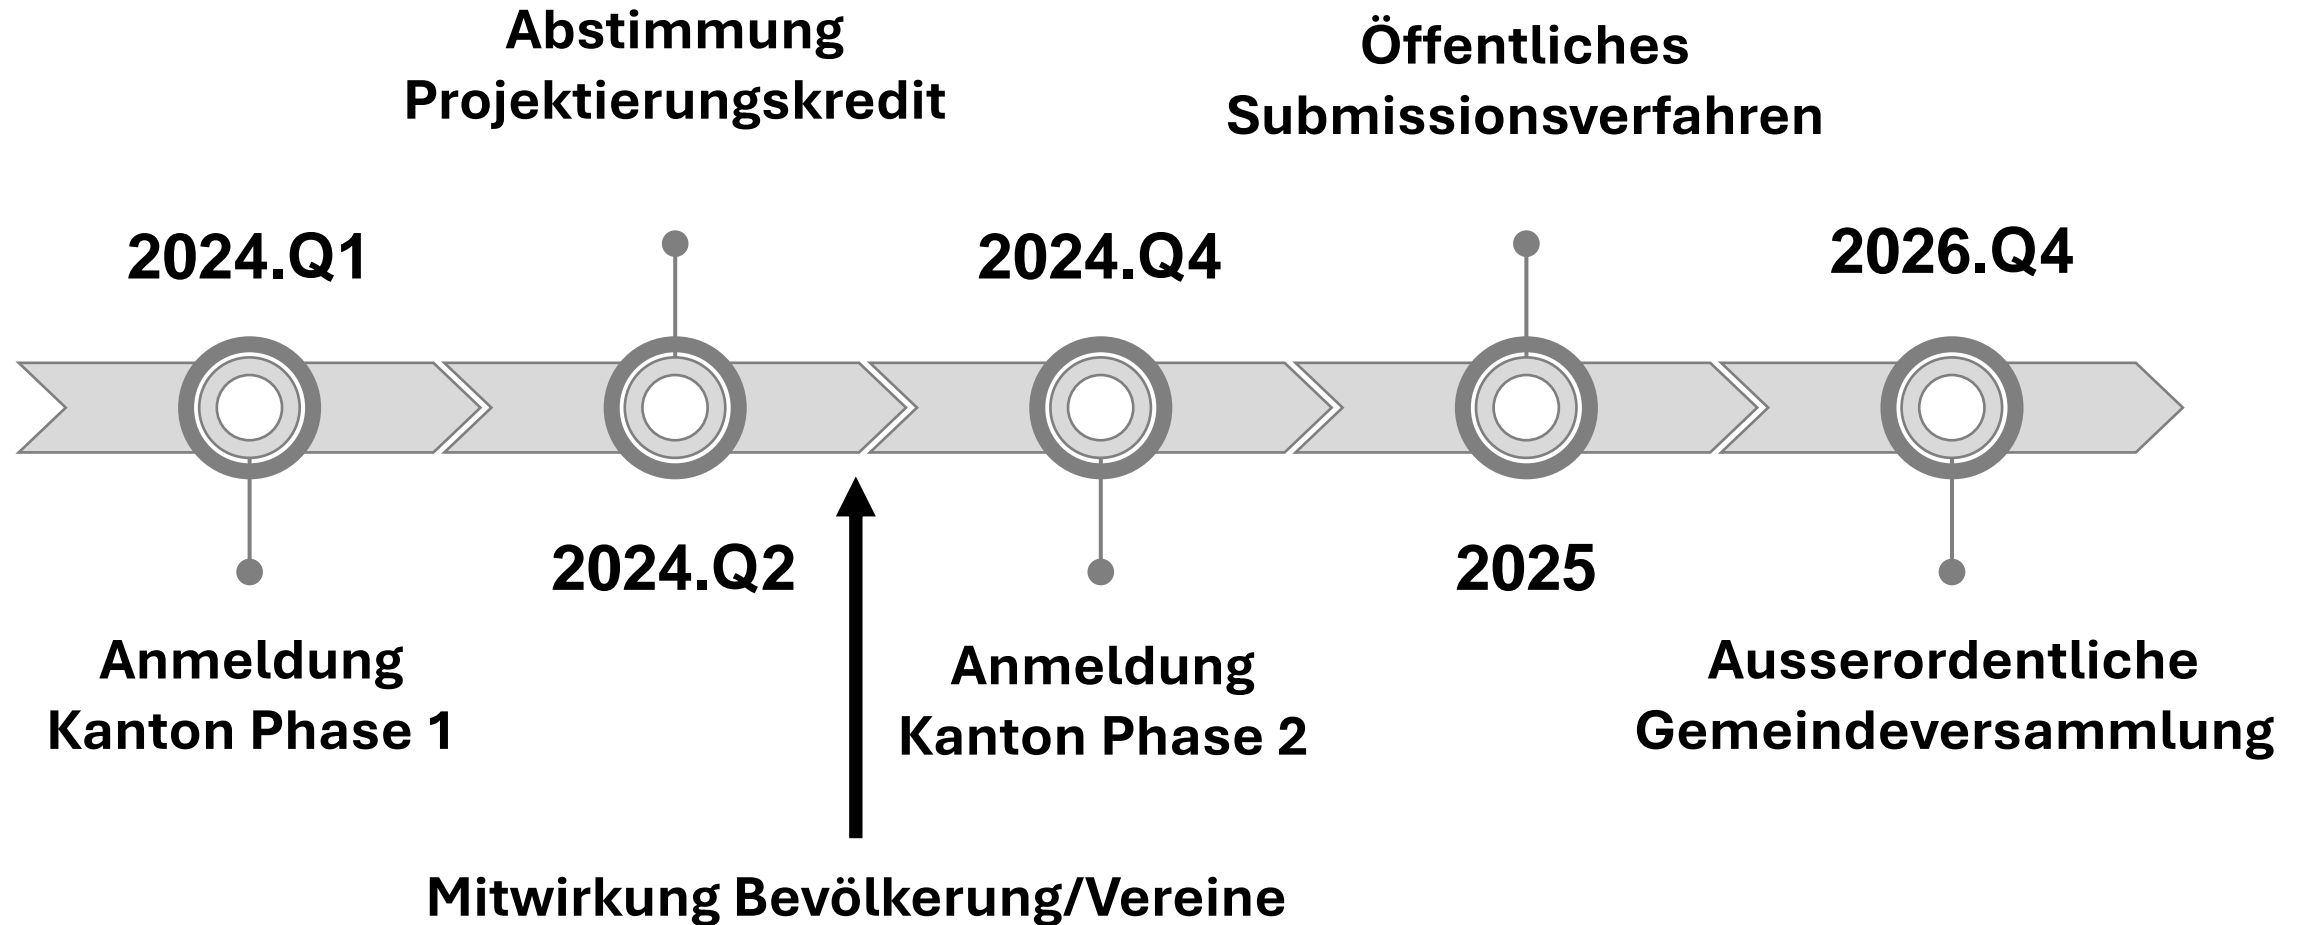 Abstimmung
Projektierungskredit
Öffentliches
Submissionsverfahren
2024.Q1
2024.Q4
2026.Q4
2024.Q2
2025
Anmeldung
Kanton Phase 1
Anmeldung
Kanton Phase 2
Ausserordentliche
Gemeindeversammlung
Mitwirkung Bevölkerung/Vereine